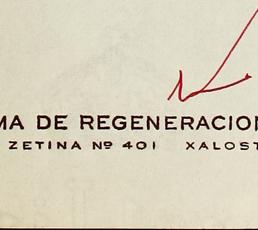 MA DE REGENERACION
ZETINA Nº 401 XALOST